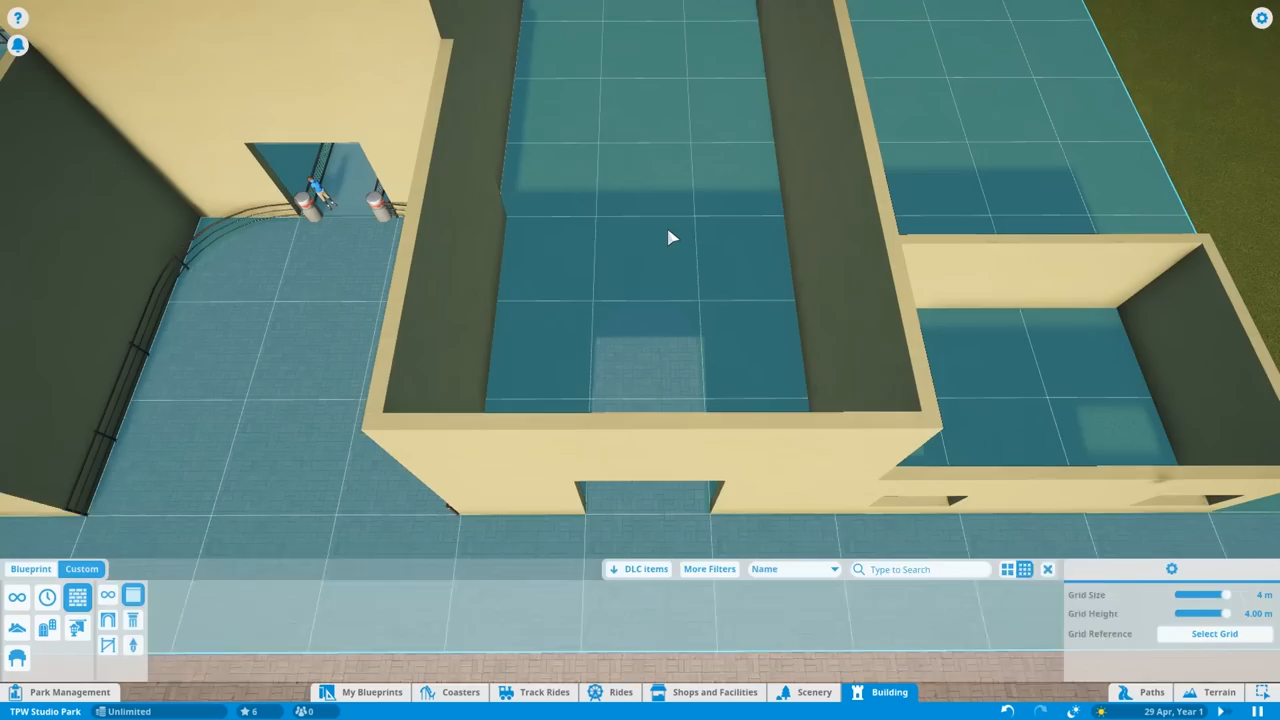 ?
Blueprint Custom
DLC items More Filters Name Type to Search
Grid Size 4 m
Grid Height 4.00 m
Grid Reference Select Grid
Park Management My Blueprints Coasters Track Rides Rides Shops and Facilities Scenery Building Paths Terrain
TPW Studio Park Unlimited 6 0 29 Apr, Year 1